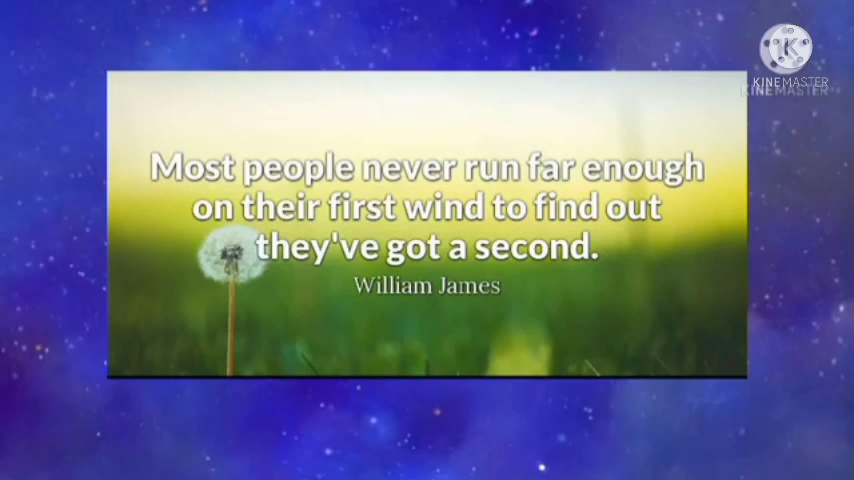 KINEMASTER
KINEMASTER
Most people never run far enough
on their first wind to find out
they've got a second.
William James